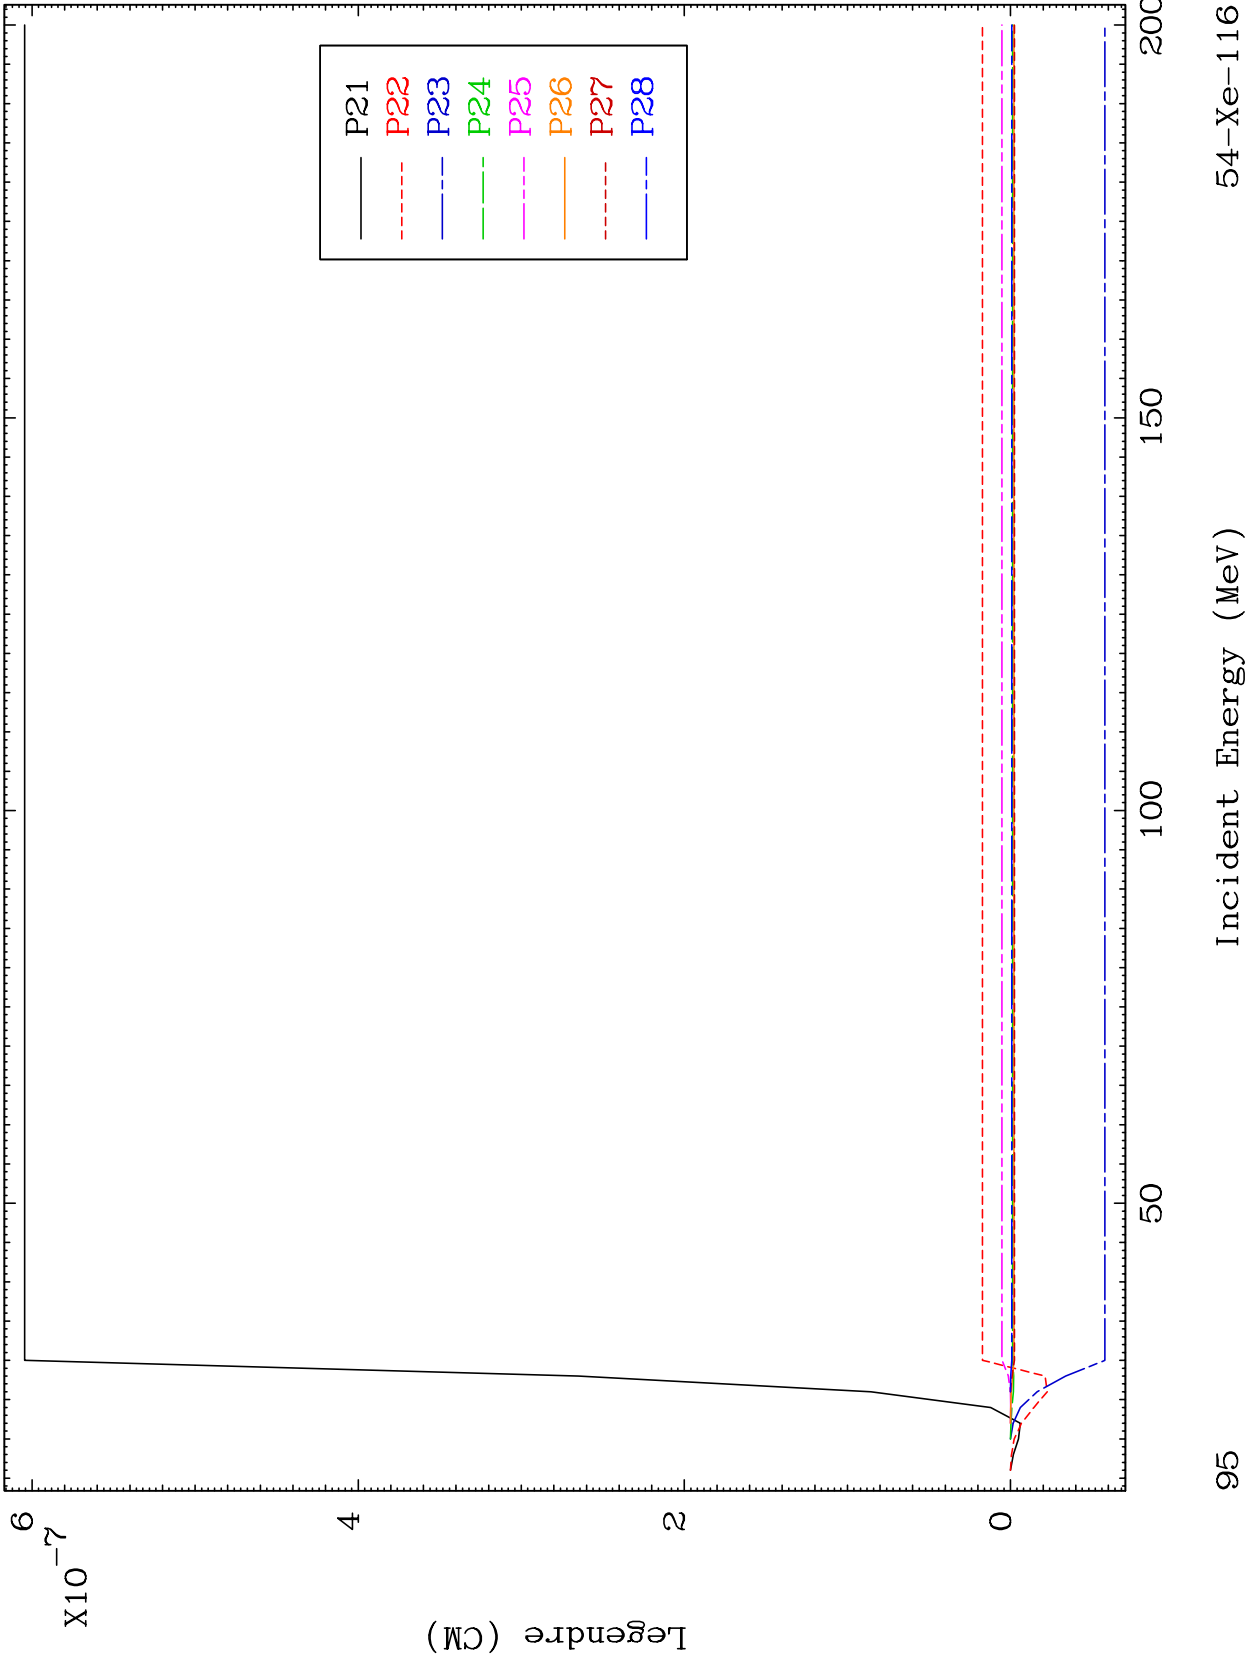 6
4
2
0
X10⁻⁷
Legendre (CM)
P21
P22
P23
P24
P25
P26
P27
P28
50
100
150
200
Incident Energy (MeV)
95
54-Xe-116